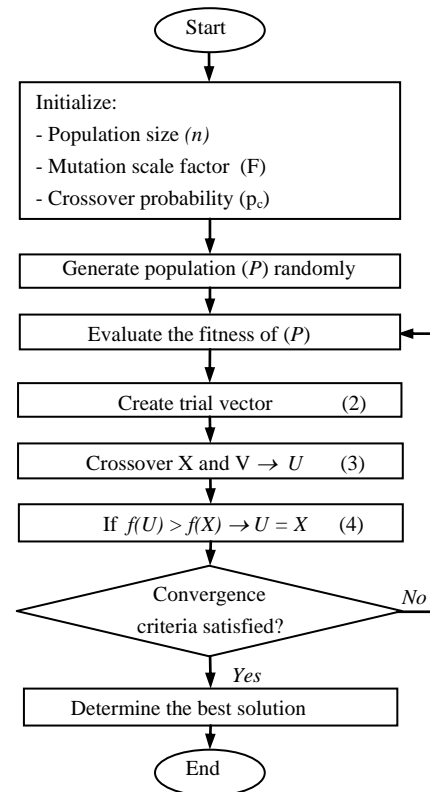 Start
Initialize:
- Population size (n)
- Mutation scale factor (F)
- Crossover probability (pc)
Generate population (P) randomly
Evaluate the fitness of (P)
Create trial vector (2)
Crossover X and V → U (3)
If f(U) > f(X) → U = X (4)
Convergence
criteria satisfied?
No
Yes
Determine the best solution
End